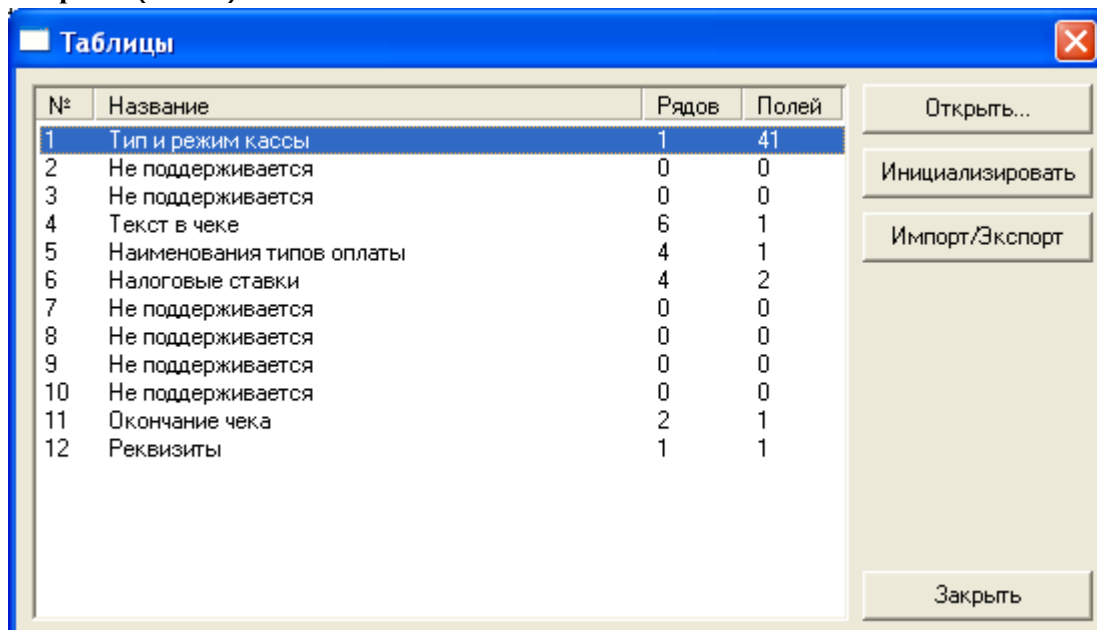 Таблицы
№ Название Рядов Полей Открыть...
1 Тип и режим кассы 1 41
2 Не поддерживается 0 0 Инициализировать
3 Не поддерживается 0 0
4 Текст в чеке 6 1 Импорт/Экспорт
5 Наименования типов оплаты 4 1
6 Налоговые ставки 4 2
7 Не поддерживается 0 0
8 Не поддерживается 0 0
9 Не поддерживается 0 0
10 Не поддерживается 0 0
11 Окончание чека 2 1
12 Реквизиты 1 1
Закрыть